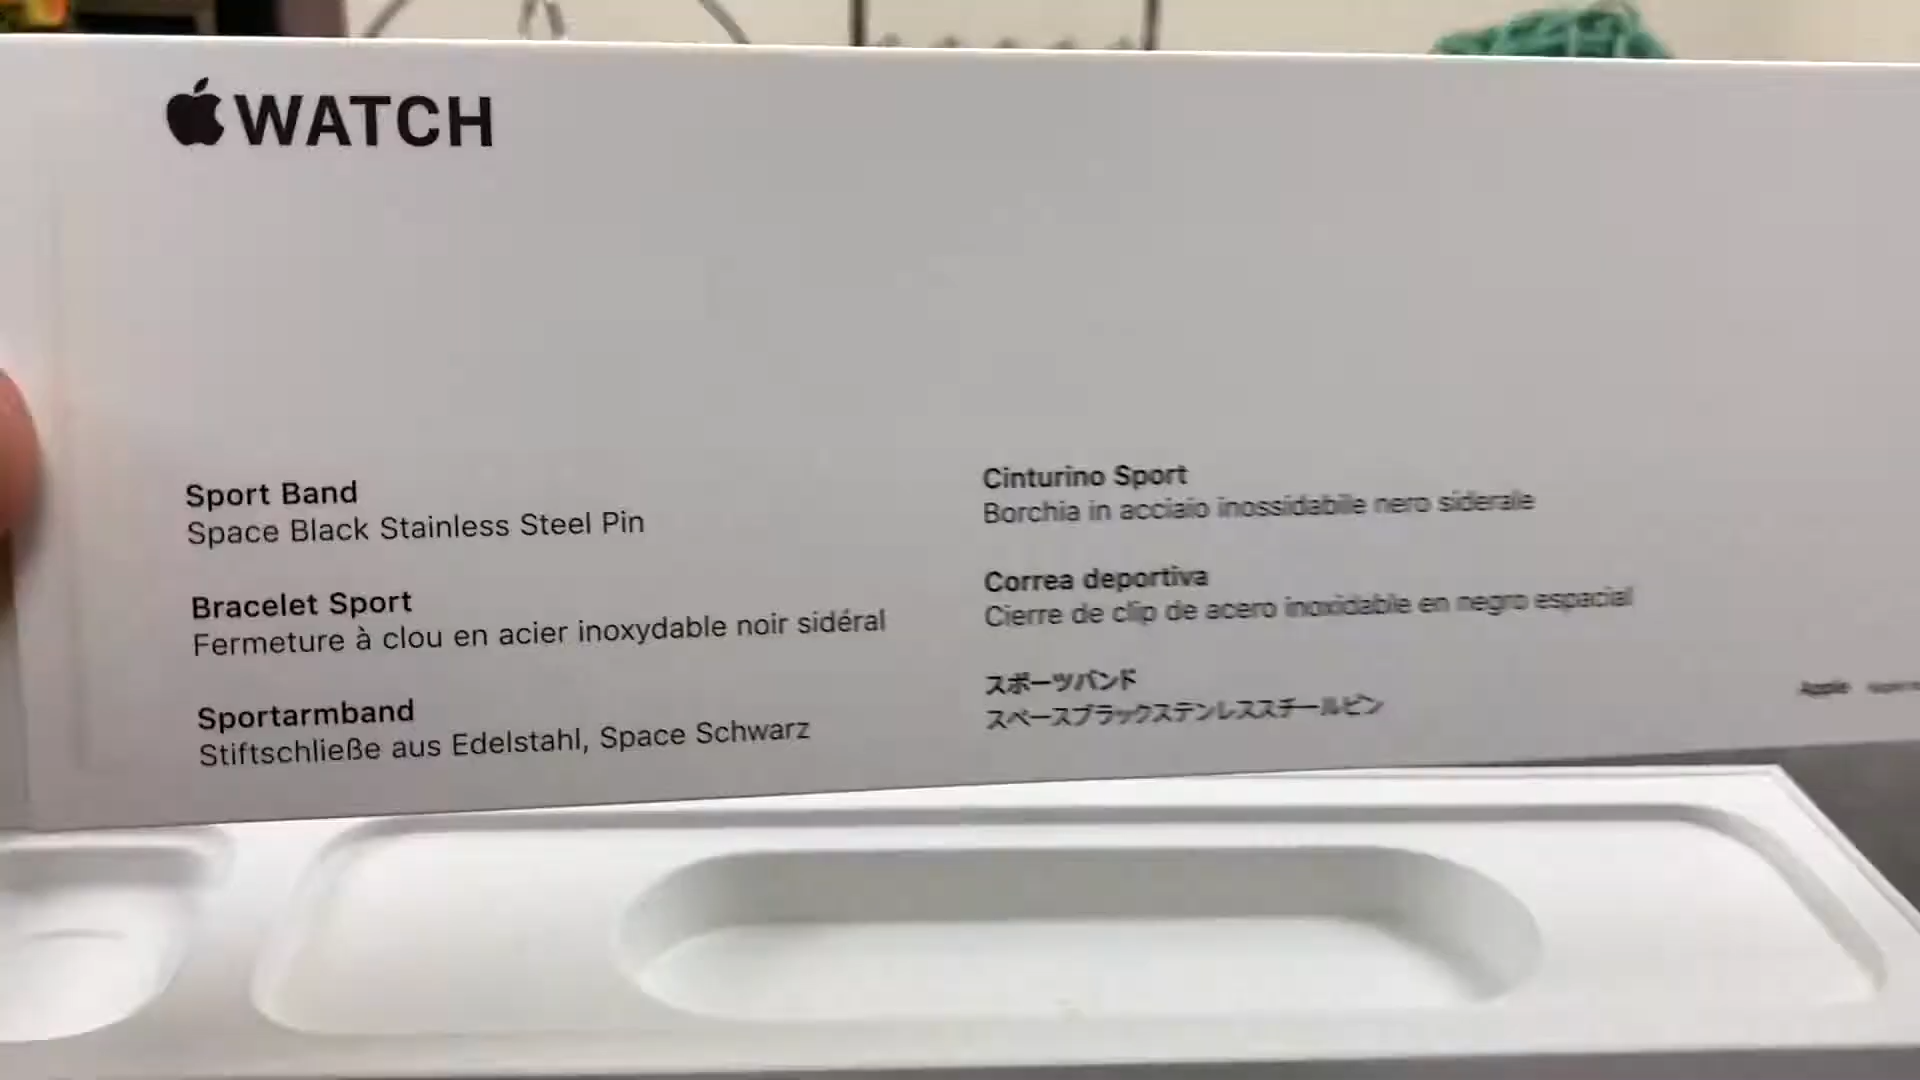 WATCH
Sport Band
Space Black Stainless Steel Pin
Bracelet Sport
Fermeture à clou en acier inoxydable noir sidéral
Sportarmband
Stiftschließe aus Edelstahl, Space Schwarz
Cinturino Sport
Borchia in acciaio inossidabile nero siderale
Correa deportiva
Cierre de clip de acero inoxidable en negro espacial
スポーツバンド
スペースブラックステンレススチールピン
Apple